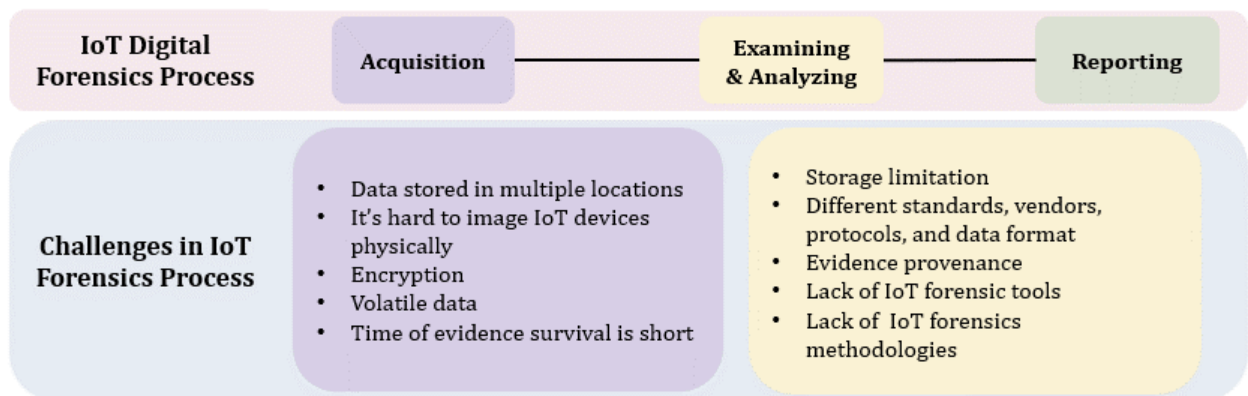 IoT Digital
Forensics Process
Acquisition
Examining
& Analyzing
Reporting
Challenges in IoT
Forensics Process
• Data stored in multiple locations
• It's hard to image IoT devices
physically
• Encryption
• Volatile data
• Time of evidence survival is short
• Storage limitation
• Different standards, vendors,
protocols, and data format
• Evidence provenance
• Lack of IoT forensic tools
• Lack of IoT forensics
methodologies